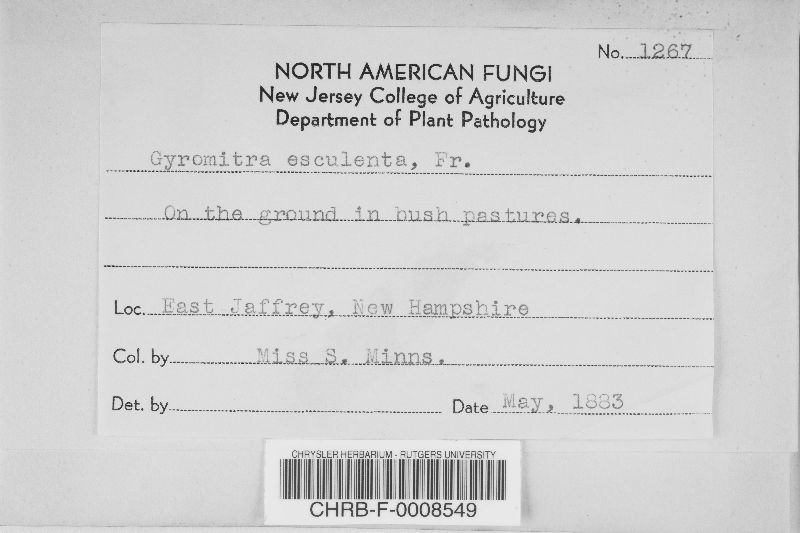 No. 1267
NORTH AMERICAN FUNGI
New Jersey College of Agriculture
Department of Plant Pathology
Gyromitra esculenta, Fr.
On the ground in bush pastures.
Loc. East Jaffrey, New Hampshire
Col. by Miss S. Minns.
Det. by Date May, 1883
CHRYSLER HERBARIUM - RUTGERS UNIVERSITY
CHRB-F-0008549